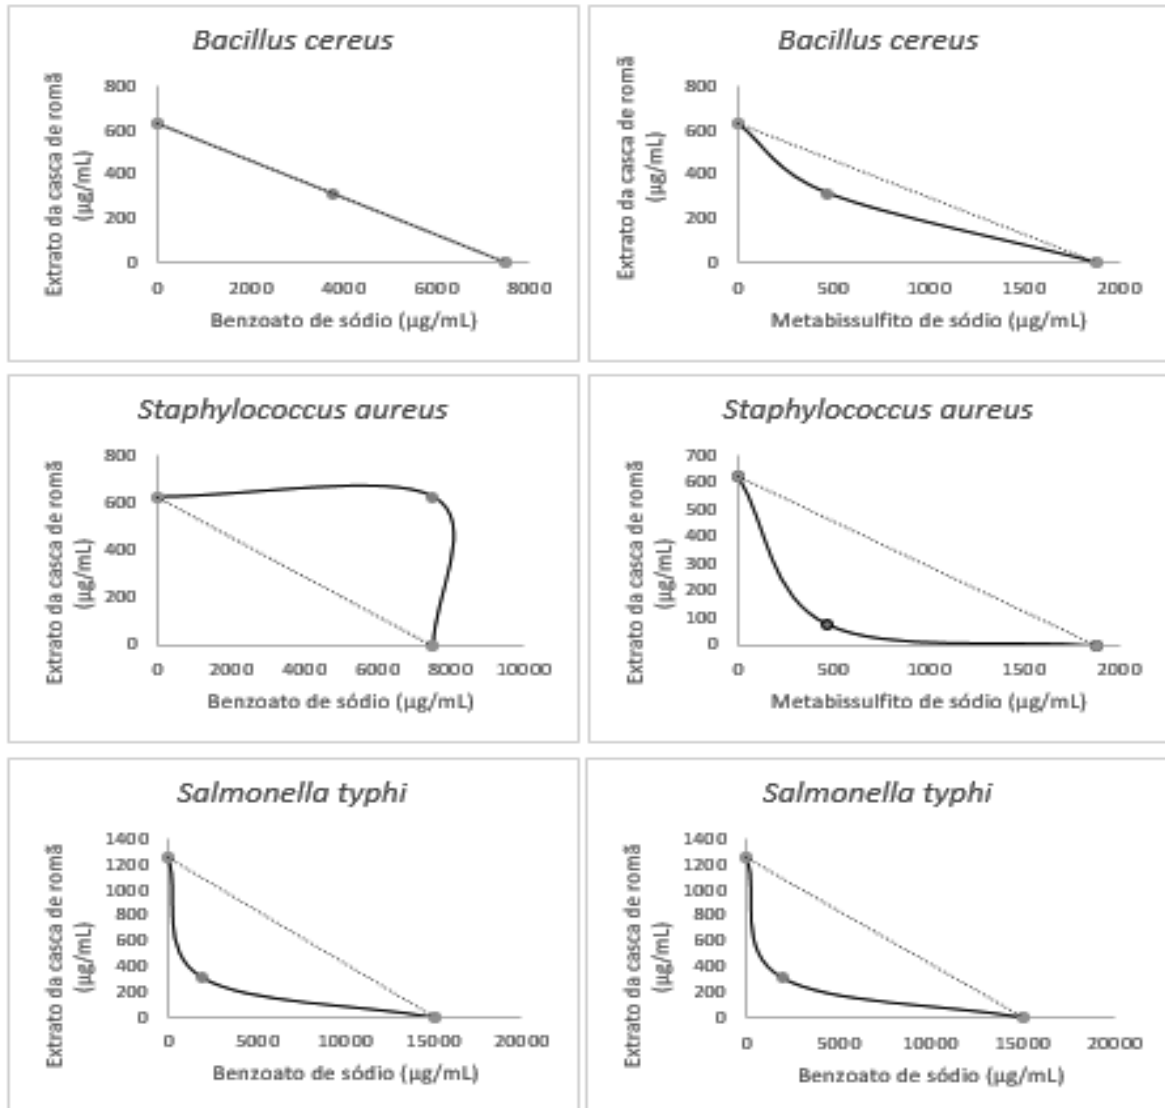 Bacillus cereus
Extrato da casca de romã
(µg/mL)
800
600
400
200
0
0 2000 4000 6000 8000
Benzoato de sódio (µg/mL)
Bacillus cereus
Extrato da casca de romã
(µg/mL)
800
600
400
200
0
0 500 1000 1500 2000
Metabissulfito de sódio (µg/mL)
Staphylococcus aureus
Extrato da casca de romã
(µg/mL)
800
600
400
200
0
0 2000 4000 6000 8000 10000
Benzoato de sódio (µg/mL)
Staphylococcus aureus
Extrato da casca de romã
(µg/mL)
700
600
500
400
300
200
100
0
0 500 1000 1500 2000
Metabissulfito de sódio (µg/mL)
Salmonella typhi
Extrato da casca de romã
(µg/mL)
1400
1200
1000
800
600
400
200
0
0 5000 10000 15000 20000
Benzoato de sódio (µg/mL)
Salmonella typhi
Extrato da casca de romã
(µg/mL)
1400
1200
1000
800
600
400
200
0
0 5000 10000 15000 20000
Benzoato de sódio (µg/mL)